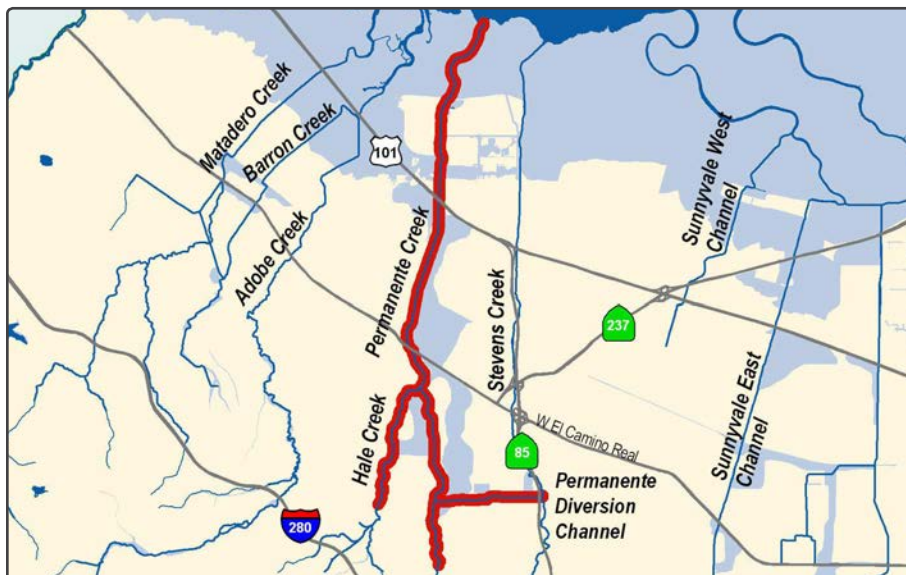 Matadero Creek
Barron Creek
101
Adobe Creek
Permanente Creek
Stevens Creek
Sunnyvale West
Channel
237
Sunnyvale East
Channel
Hale Creek
W El Camino Real
85
Permanente
Diversion
Channel
280